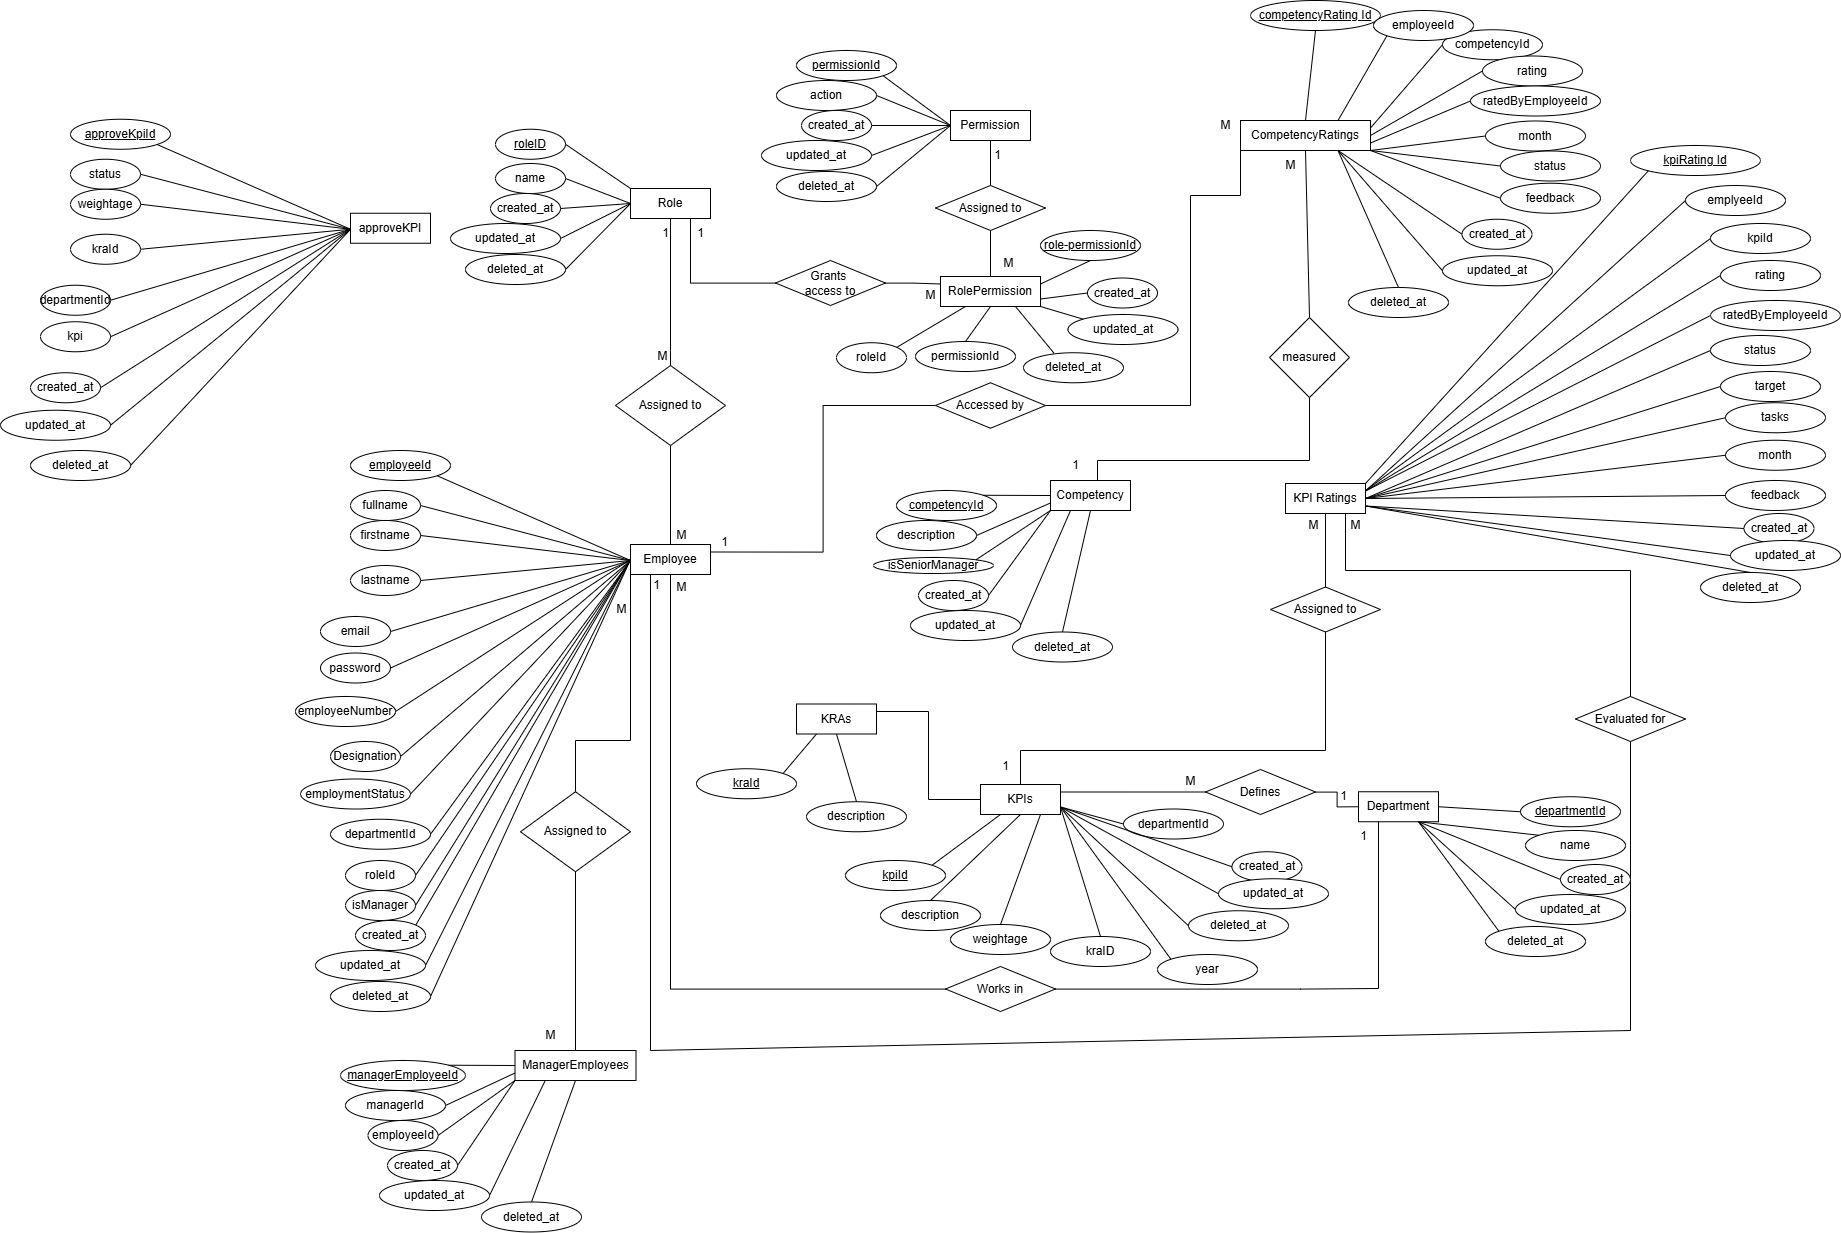 competencyRating Id
employeeId
competencyId
rating
ratedByEmployeeId
month
status
feedback
created_at
updated_at
deleted_at
CompetencyRatings
M
M
permissionId
action
created_at
updated_at
deleted_at
Permission
1
Assigned to
M
approveKpiId
status
weightage
kraId
departmentId
kpi
created_at
updated_at
deleted_at
approveKPI
roleID
name
created_at
updated_at
deleted_at
Role
1
1
Grants
access to
M
RolePermission
role-permissionId
created_at
updated_at
deleted_at
permissionId
roleId
M
Assigned to
M
Accessed by
measured
1
kpiRating Id
emplyeeId
kpiId
rating
ratedByEmployeeId
status
target
tasks
month
feedback
created_at
updated_at
deleted_at
KPI Ratings
M
M
Competency
competencyId
description
isSeniorManager
created_at
updated_at
deleted_at
employeeId
fullname
firstname
lastname
email
password
employeeNumber
Designation
employmentStatus
departmentId
roleId
isManager
created_at
updated_at
deleted_at
Employee
1
1
M
M
Assigned to
Assigned to
Evaluated for
KRAs
kraId
description
1
KPIs
M
Defines
1
Department
1
departmentId
name
created_at
updated_at
deleted_at
departmentId
created_at
updated_at
deleted_at
year
kraID
weightage
description
kpiId
Works in
M
ManagerEmployees
managerEmployeeId
managerId
employeeId
created_at
updated_at
deleted_at